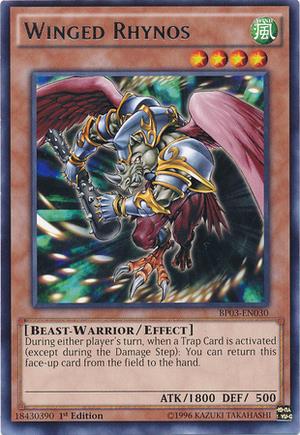 WINGED RHYNOS
風
BP03-EN030
[BEAST-WARRIOR/EFFECT]
During either player's turn, when a Trap Card is activated
(except during the Damage Step): You can return this
face-up card from the field to the hand.
ATK/1800 DEF/ 500
18430390 1st Edition ©1996 KAZUKI TAKAHASHI